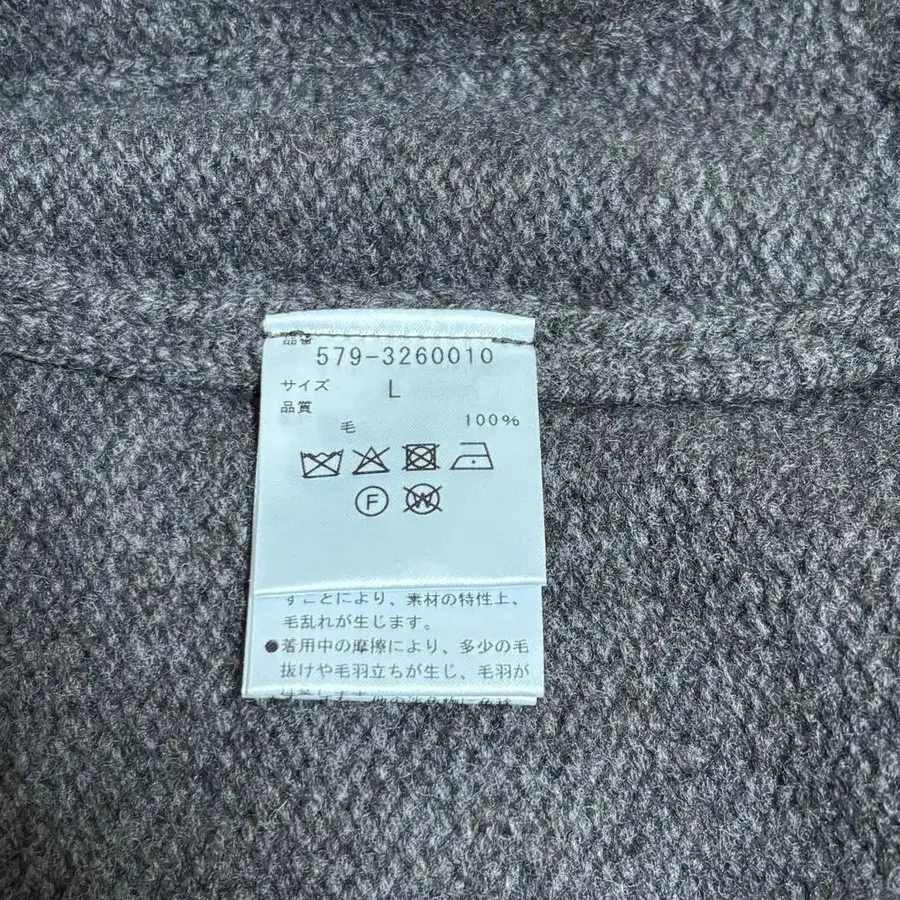 品番
579-3260010
サイズ L
品質
毛 100%
F
W
すことにより、素材の特性上、
毛乱れが生じます。
●着用中の摩擦により、多少の毛
抜けや毛羽立ちが生じ、毛羽が